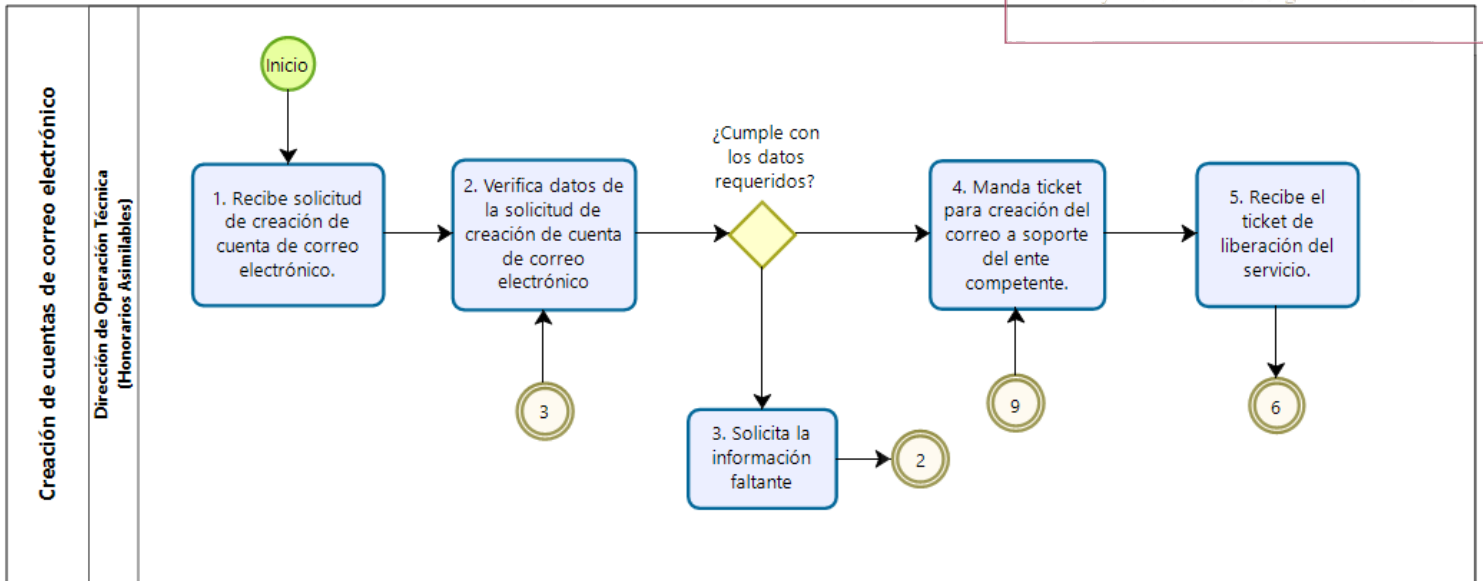 Creación de cuentas de correo electrónico
Dirección de Operación Técnica
(Honorarios Asimilables)
Inicio
1. Recibe solicitud
de creación de
cuenta de correo
electrónico.
2. Verifica datos de
la solicitud de
creación de cuenta
de correo
electrónico
3
¿Cumple con
los datos
requeridos?
3. Solicita la
información
faltante
2
4. Manda ticket
para creación del
correo a soporte
del ente
competente.
9
5. Recibe el
ticket de
liberación del
servicio.
6